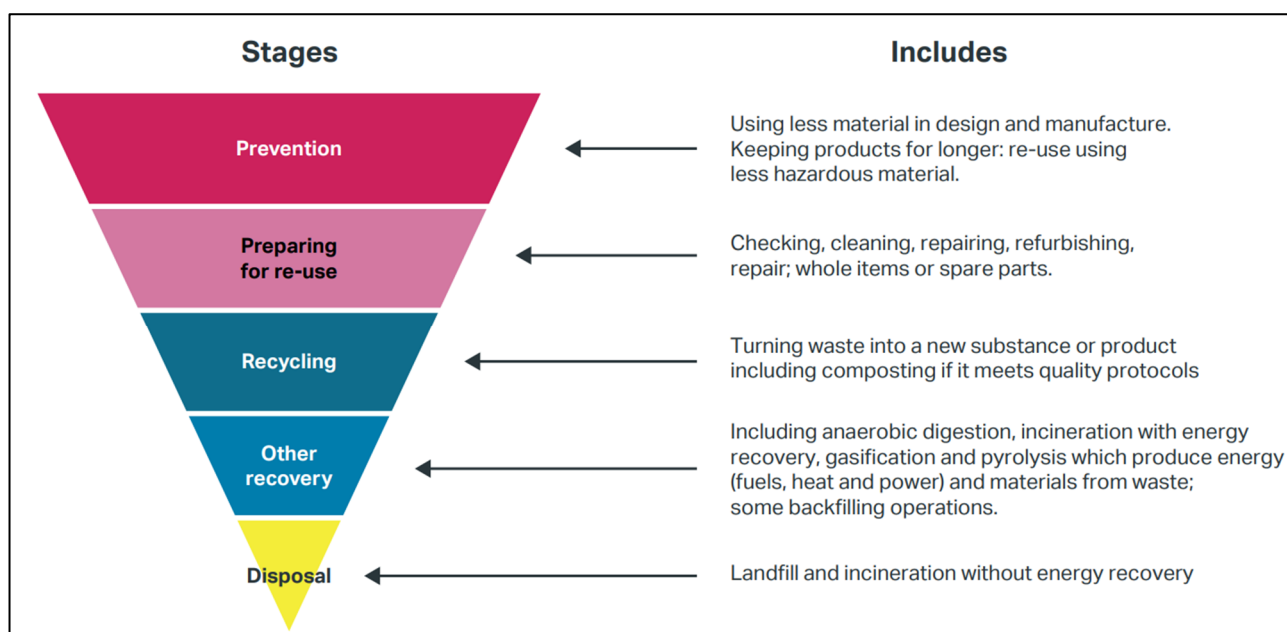 Stages
Includes
Prevention
Using less material in design and manufacture.
Keeping products for longer: re-use using
less hazardous material.
Preparing
for re-use
Checking, cleaning, repairing, refurbishing,
repair; whole items or spare parts.
Recycling
Turning waste into a new substance or product
including composting if it meets quality protocols
Other
recovery
Including anaerobic digestion, incineration with energy
recovery, gasification and pyrolysis which produce energy
(fuels, heat and power) and materials from waste;
some backfilling operations.
Disposal
Landfill and incineration without energy recovery